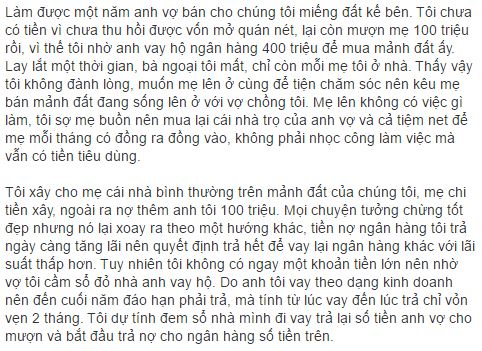 Làm được một năm anh vợ bán cho chúng tôi miếng đất kế bên. Tôi chưa
có tiền vì chưa thu hồi được vốn mở quán nét, lại còn mượn mẹ 100 triệu
rồi, vì thế tôi nhờ anh vay hộ ngân hàng 400 triệu để mua mảnh đất ấy.
Lay lắt một thời gian, bà ngoại tôi mất, chỉ còn mỗi mẹ tôi ở nhà. Thấy vậy
tôi không đành lòng, muốn mẹ lên ở cùng để tiện chăm sóc nên kêu mẹ
bán mảnh đất đang sống lên ở với vợ chồng tôi. Mẹ lên không có việc gì
làm, tôi sợ mẹ buồn nên mua lại cái nhà trọ của anh vợ và cả tiệm net để
mẹ mỗi tháng có đồng ra đồng vào, không phải nhọc công làm việc mà
vẫn có tiền tiêu dùng.
Tôi xây cho mẹ cái nhà bình thường trên mảnh đất của chúng tôi, mẹ chi
tiền xây, ngoài ra nợ thêm anh tôi 100 triệu. Mọi chuyện tưởng chừng tốt
đẹp nhưng nó lại xoay ra theo một hướng khác, tiền nợ ngân hàng tôi trả
ngày càng tăng lãi nên quyết định trả hết để vay lại ngân hàng khác với lãi
suất thấp hơn. Tuy nhiên tôi không có ngay một khoản tiền lớn nên nhờ
vợ tôi cầm sổ đỏ nhà anh vay hộ. Do anh tôi vay theo dạng kinh doanh
nên đến cuối năm đáo hạn phải trả, mà tính từ lúc vay đến lúc trả chỉ vỏn
vẹn 2 tháng. Tôi dự tính đem sổ nhà mình đi vay trả lại số tiền anh vợ cho
mượn và bắt đầu trả nợ cho ngân hàng số tiền trên.